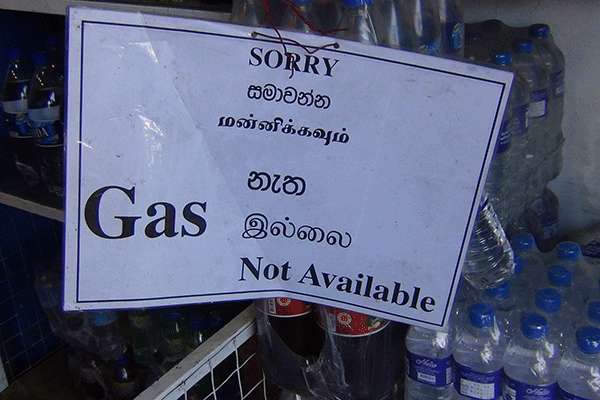 SORRY
සමාවන්න
மன்னிக்கவும்
Gas
නැත
இல்லை
Not Available